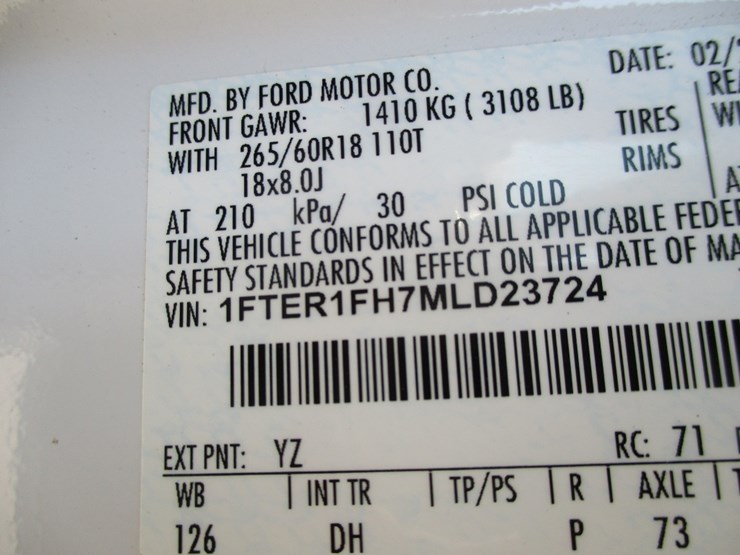 MFD. BY FORD MOTOR CO. DATE: 02/
FRONT GAWR: 1410 KG ( 3108 LB)
WITH 265/60R18 110T TIRES
18x8.0J RIMS
AT 210 kPa/ 30 PSI COLD
THIS VEHICLE CONFORMS TO ALL APPLICABLE FEDER
SAFETY STANDARDS IN EFFECT ON THE DATE OF MA
VIN: 1FTER1FH7MLD23724
EXT PNT: YZ RC: 71
WB | INT TR | TP/PS | R | AXLE |
126 DH P 73